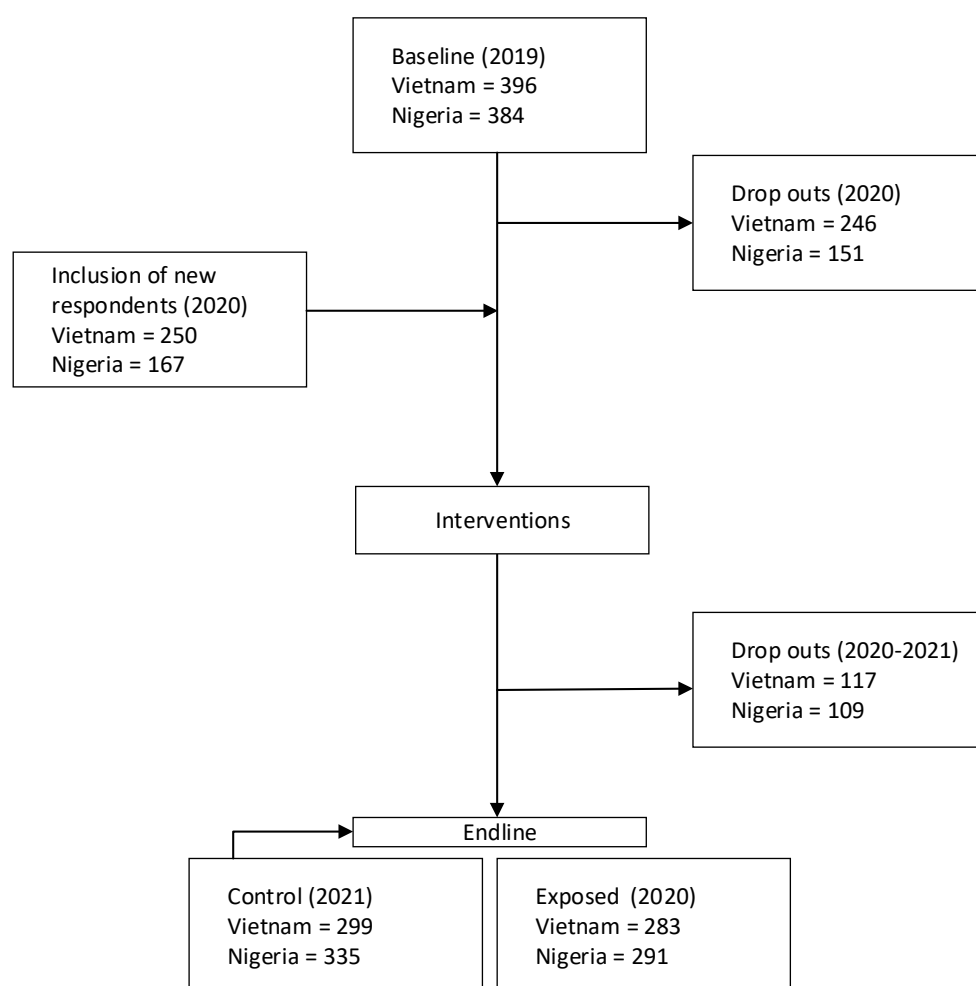 Baseline (2019)
Vietnam = 396
Nigeria = 384
Drop outs (2020)
Vietnam = 246
Nigeria = 151
Inclusion of new
respondents (2020)
Vietnam = 250
Nigeria = 167
Interventions
Drop outs (2020-2021)
Vietnam = 117
Nigeria = 109
Endline
Control (2021)
Vietnam = 299
Nigeria = 335
Exposed (2020)
Vietnam = 283
Nigeria = 291